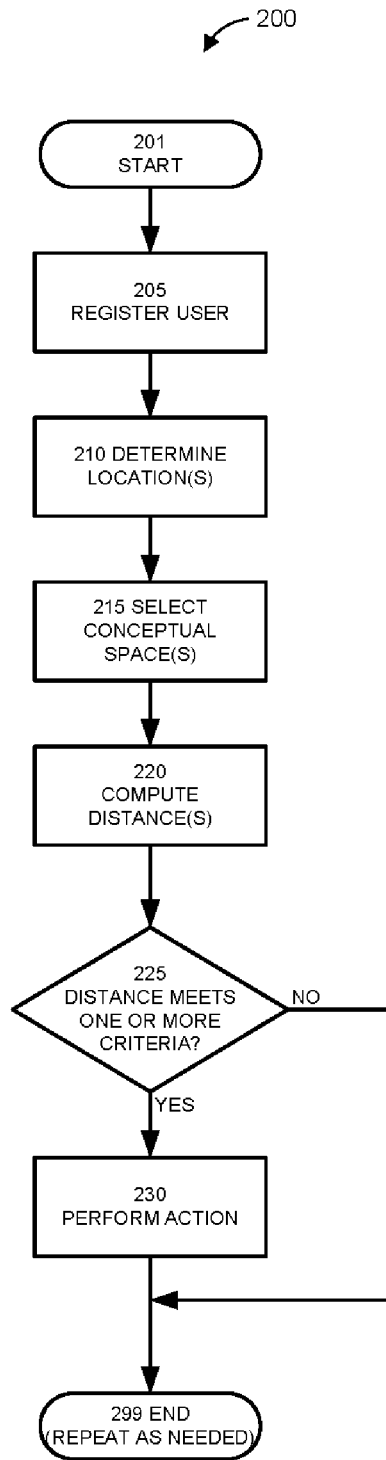 200
201
START
205
REGISTER USER
210 DETERMINE
LOCATION(S)
215 SELECT
CONCEPTUAL
SPACE(S)
220
COMPUTE
DISTANCE(S)
225
DISTANCE MEETS
ONE OR MORE
CRITERIA?
NO
YES
230
PERFORM ACTION
299 END
(REPEAT AS NEEDED)